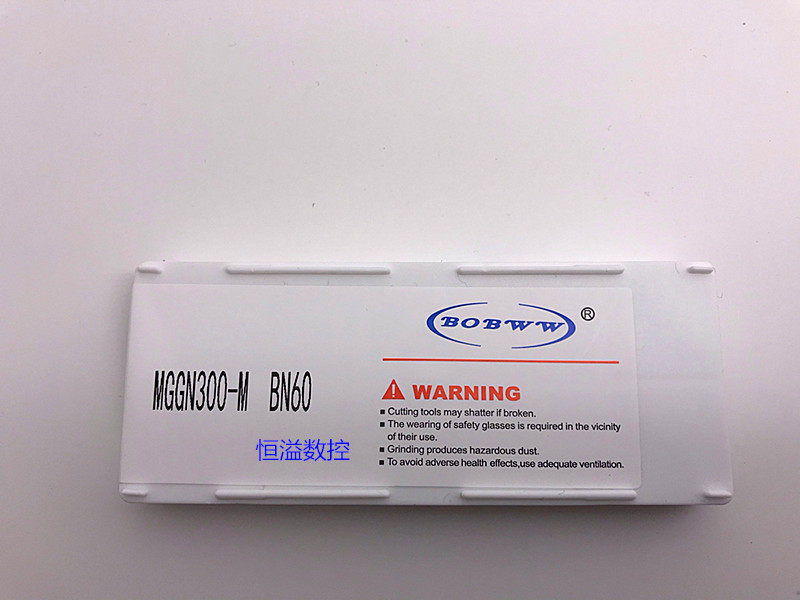 BOBWW®
MGGN300-M BN60
恒溢数控
WARNING
▪ Cutting tools may shatter if broken.
▪ The wearing of safety glasses is required in the vicinity
of their use.
▪ Grinding produces hazardous dust.
▪ To avoid adverse health effects,use adequate ventilation.